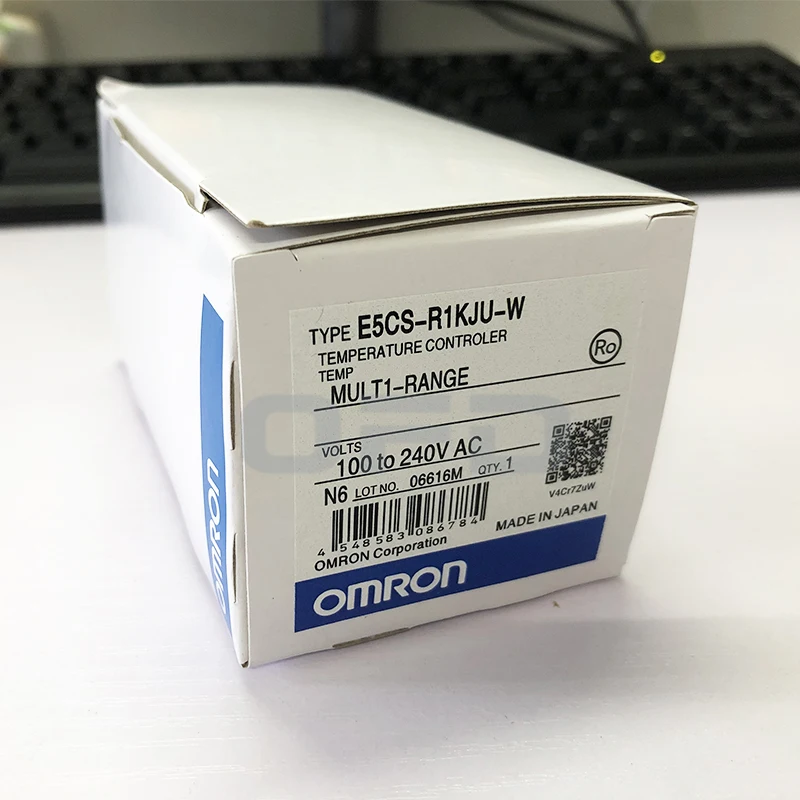 TYPE E5CS-R1KJU-W
TEMPERATURE CONTROLER
Ro
TEMP
MULT1-RANGE
VOLTS
100 to 240V AC
N6 LOT NO. 06616M QTY. 1
V4Cr7ZuW
4 548583 086784
MADE IN JAPAN
OMRON Corporation
OMRON
OMRON